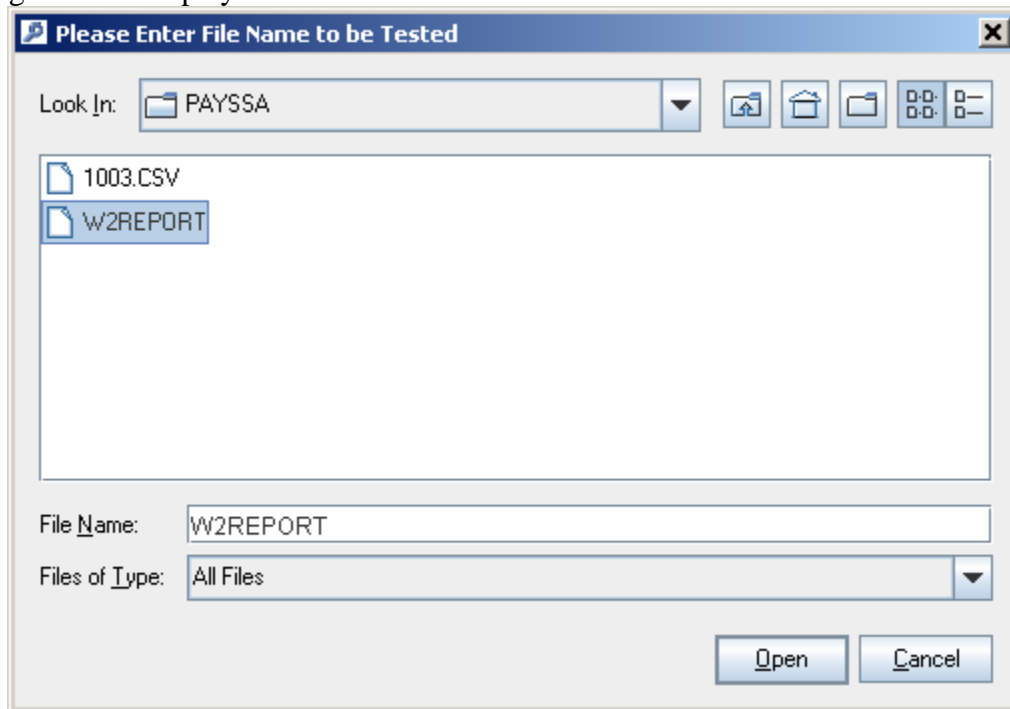 Please Enter File Name to be Tested
Look In: PAYSSA
1003.CSV
W2REPORT
File Name: W2REPORT
Files of Type: All Files
Open Cancel